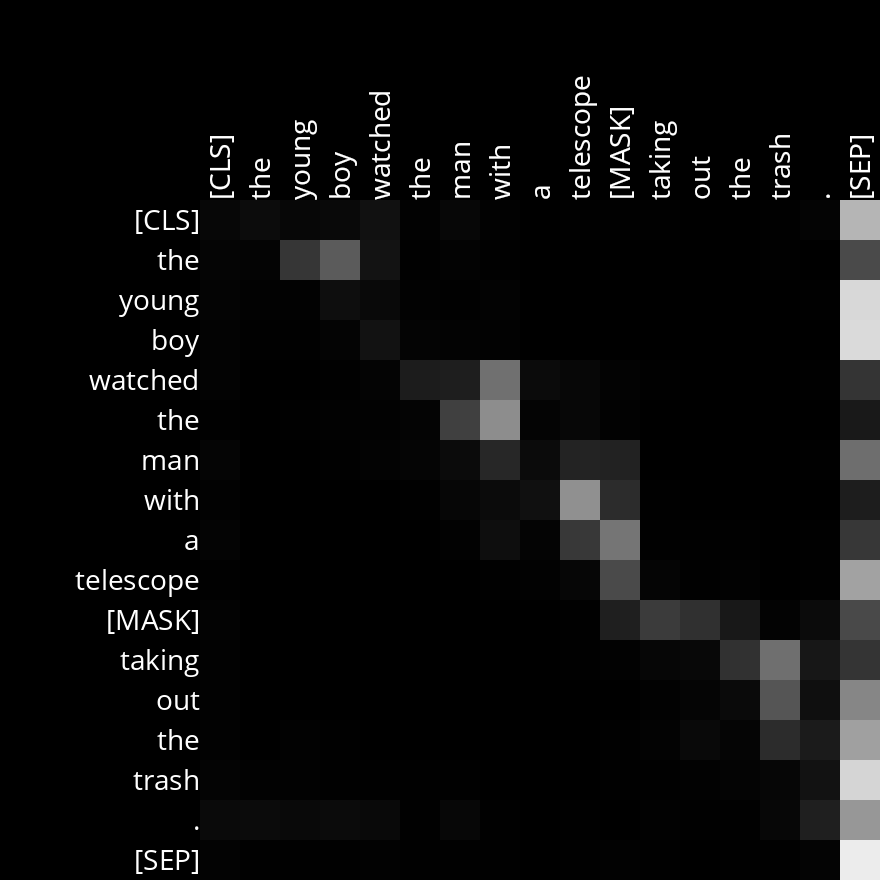 [CLS]
the
young
boy
watched
the
man
with
a
telescope
[MASK]
taking
out
the
trash
.
[SEP]
[CLS]
the
young
boy
watched
the
man
with
a
telescope
[MASK]
taking
out
the
trash
.
[SEP]